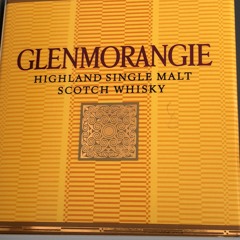 GLENMORANGIE
HIGHLAND SINGLE MALT
SCOTCH WHISKY